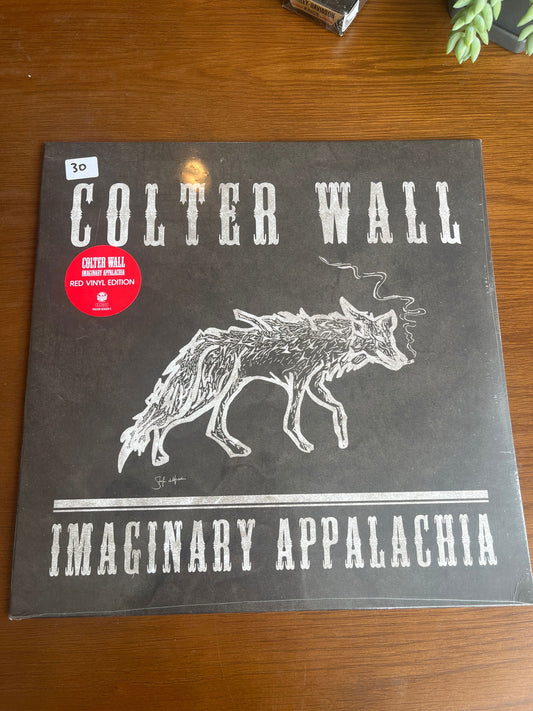 30
COLTER WALL
COLTER WALL
IMAGINARY APPALACHIA
RED VINYL EDITION
IMAGINARY APPALACHIA